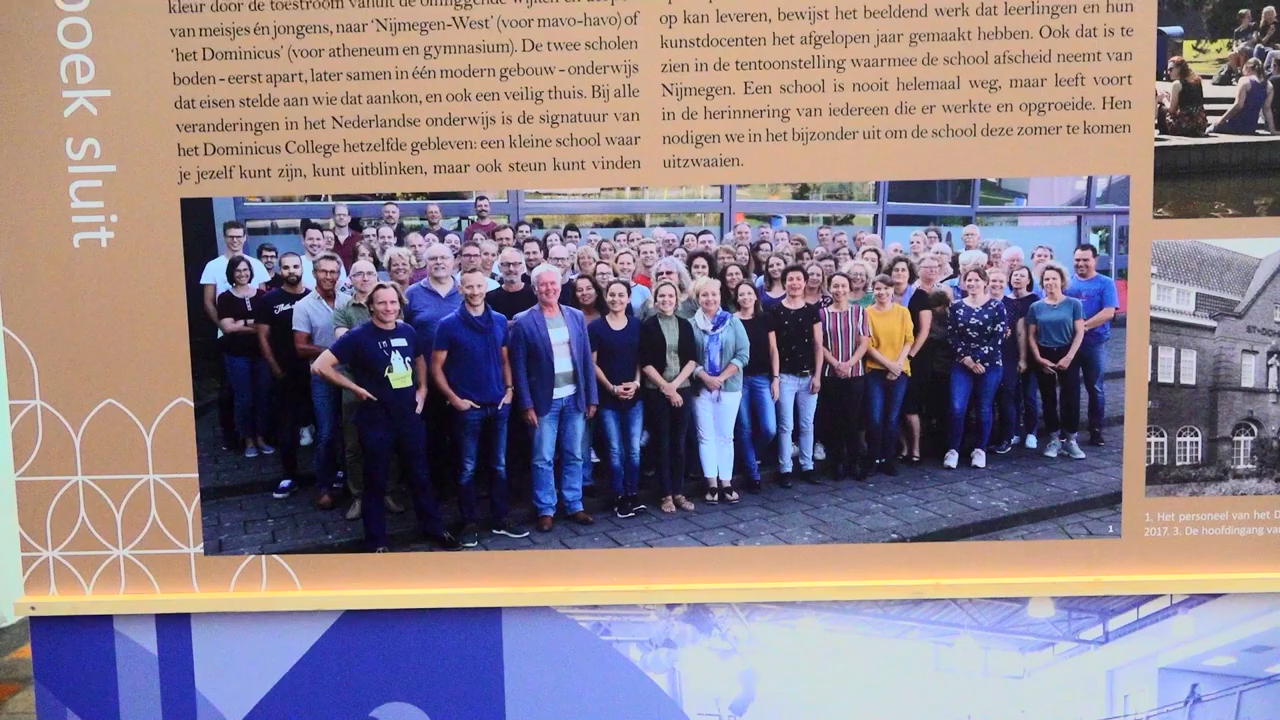 boek sluit
kleur door de toestroom vanuit de omliggende wijken en dorpen
van meisjes én jongens, naar 'Nijmegen-West' (voor mavo-havo) of
'het Dominicus' (voor atheneum en gymnasium). De twee scholen
boden – eerst apart, later samen in één modern gebouw – onderwijs
dat eisen stelde aan wie dat aankon, en ook een veilig thuis. Bij alle
veranderingen in het Nederlandse onderwijs is de signatuur van
het Dominicus College hetzelfde gebleven: een kleine school waar
je jezelf kunt zijn, kunt uitblinken, maar ook steun kunt vinden
op kan leveren, bewijst het beeldend werk dat leerlingen en hun
kunstdocenten het afgelopen jaar gemaakt hebben. Ook dat is te
zien in de tentoonstelling waarmee de school afscheid neemt van
Nijmegen. Een school is nooit helemaal weg, maar leeft voort
in de herinnering van iedereen die er werkte en opgroeide. Hen
nodigen we in het bijzonder uit om de school deze zomer te komen
uitzwaaien.
1
1. Het personeel van het D
2017. 3. De hoofdingang va